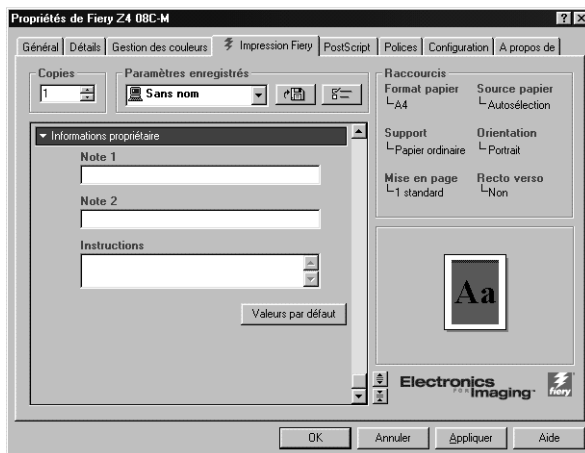 Propriétés de Fiery Z4 08C-M
Général Détails Gestion des couleurs Impression Fiery PostScript Polices Configuration A propos de
Copies
1
Paramètres enregistrés
Sans nom
Informations propriétaire
Note 1
Note 2
Instructions
Valeurs par défaut
Raccourcis
Format papier Source papier
A4 Autosélection
Support Orientation
Papier ordinaire Portrait
Mise en page Recto verso
1 standard Non
Aa
Electronics
FOR Imaging
fiery
OK Annuler Appliquer Aide